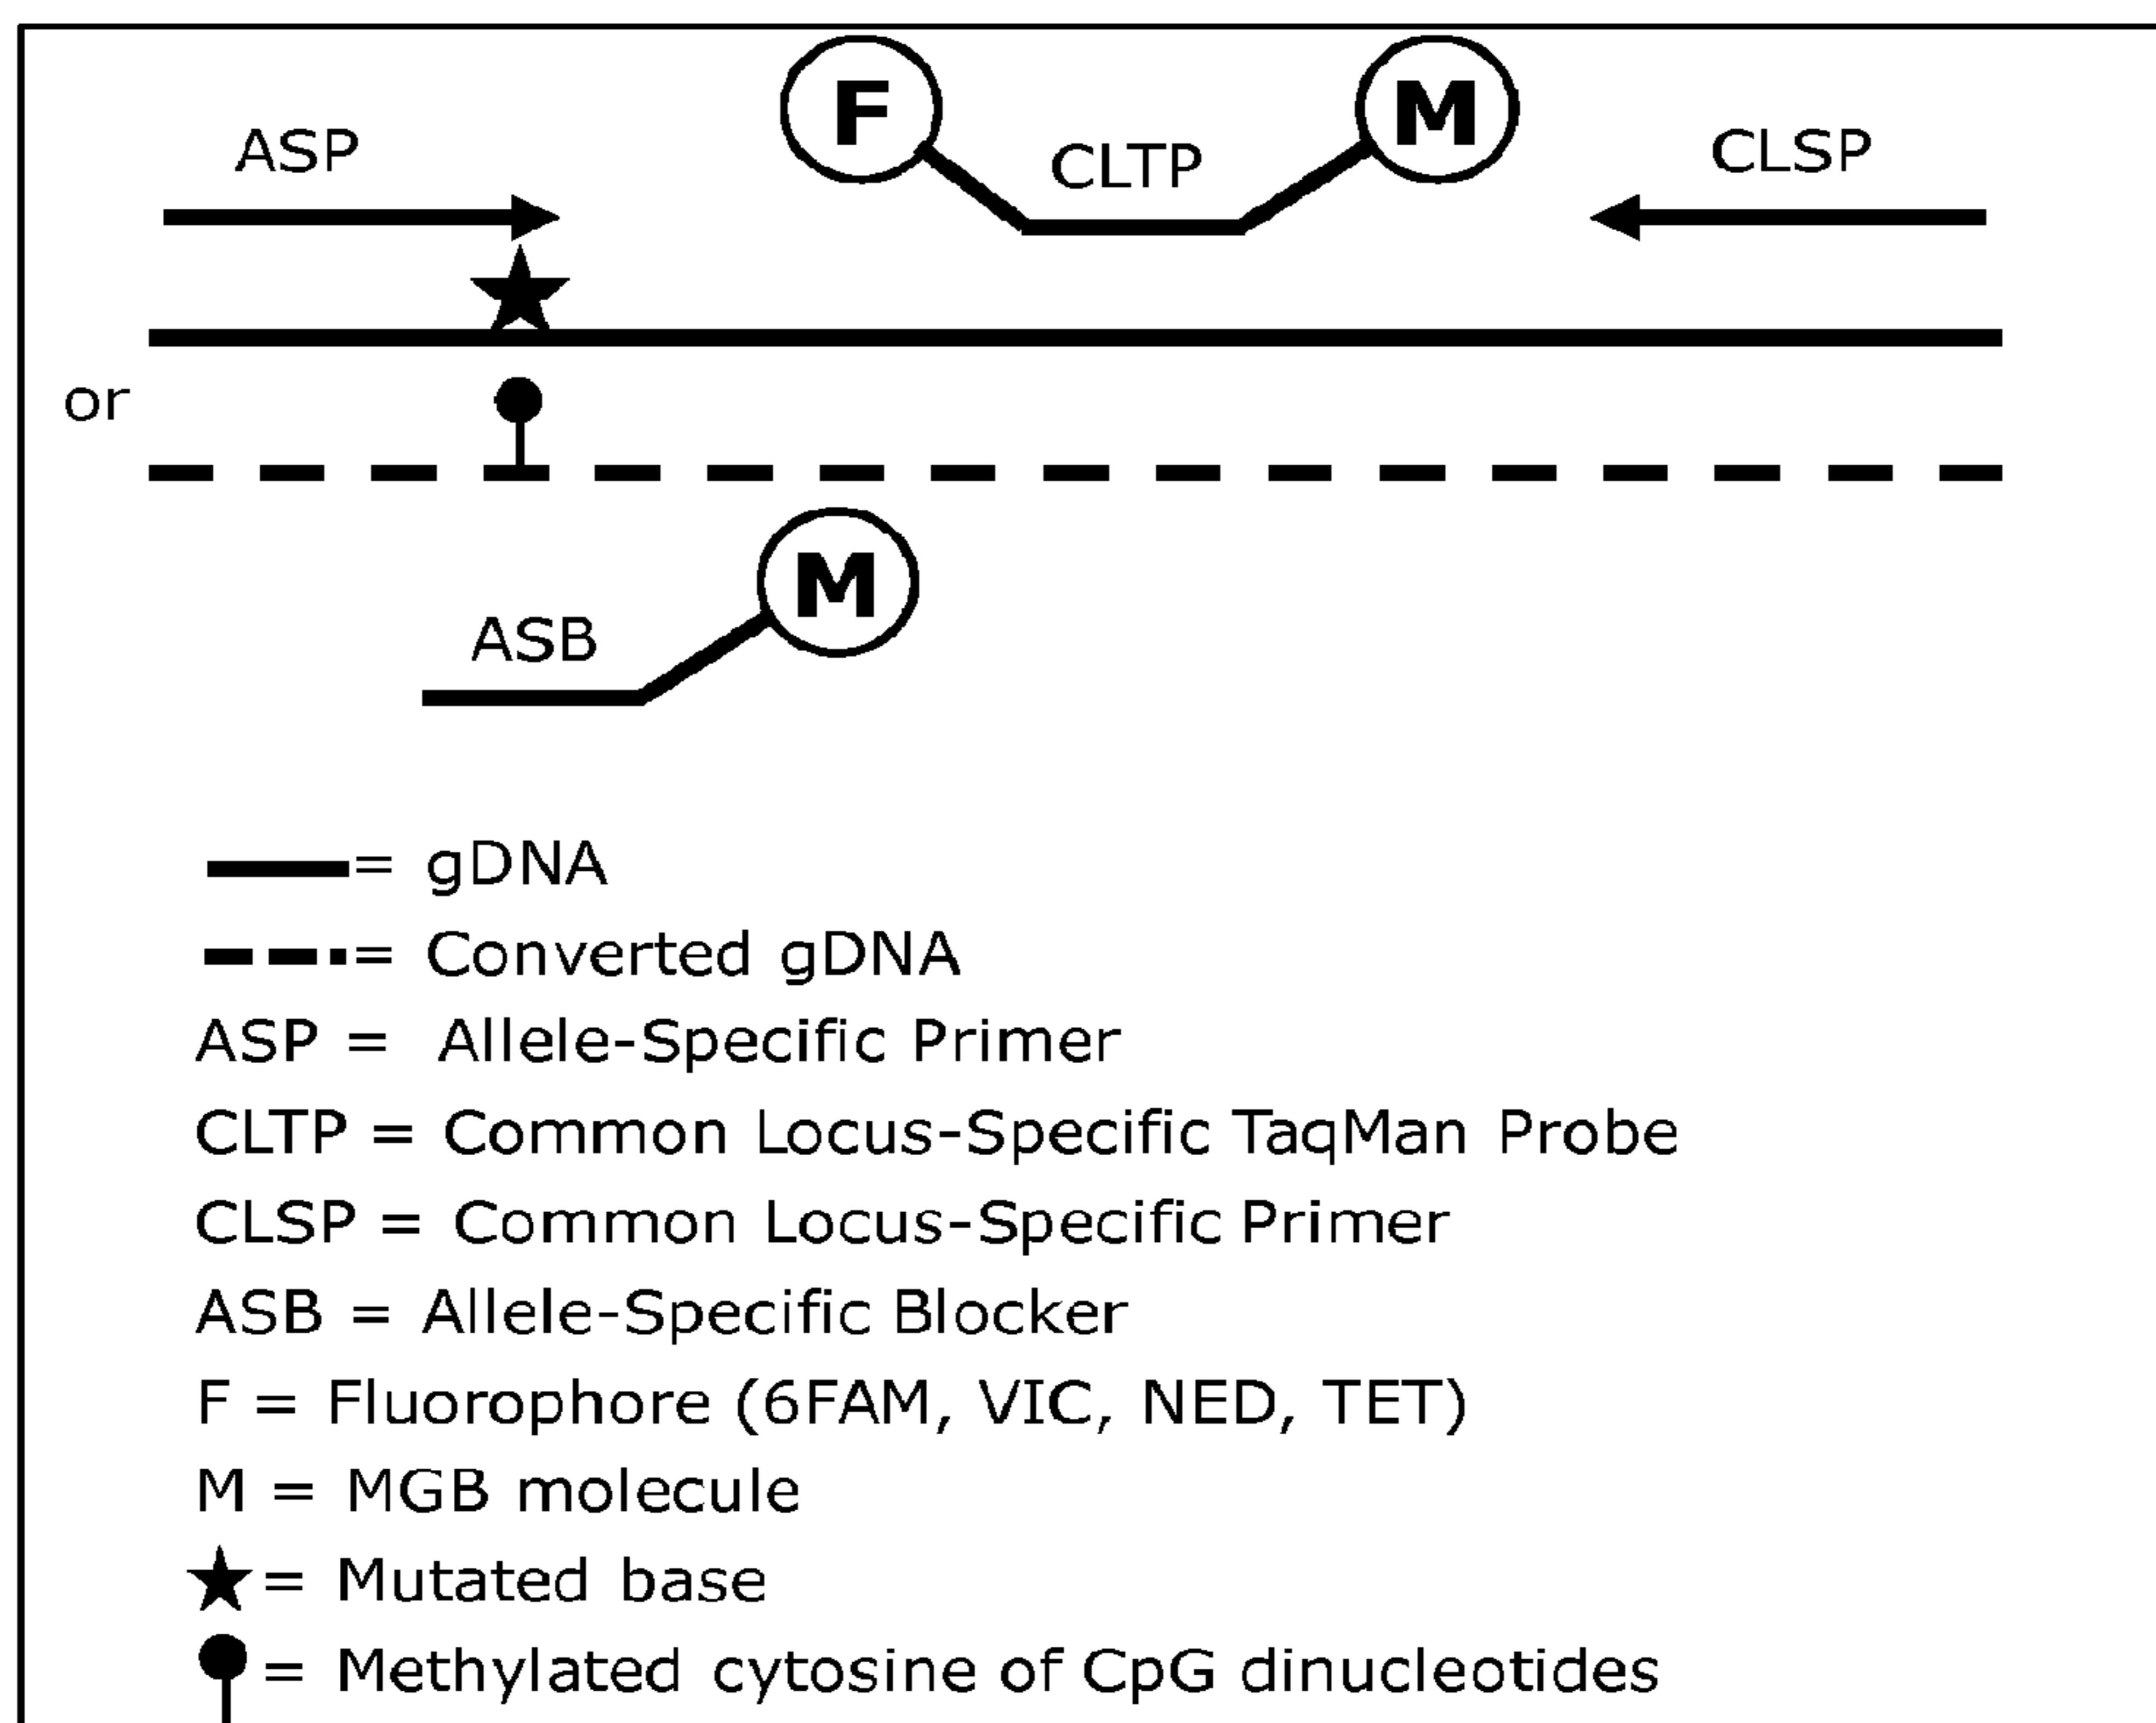 F
M
ASP
CLTP
CLSP
or
M
ASB
= gDNA
= Converted gDNA
ASP = Allele-Specific Primer
CLTP = Common Locus-Specific TaqMan Probe
CLSP = Common Locus-Specific Primer
ASB = Allele-Specific Blocker
F = Fluorophore (6FAM, VIC, NED, TET)
M = MGB molecule
= Mutated base
= Methylated cytosine of CpG dinucleotides